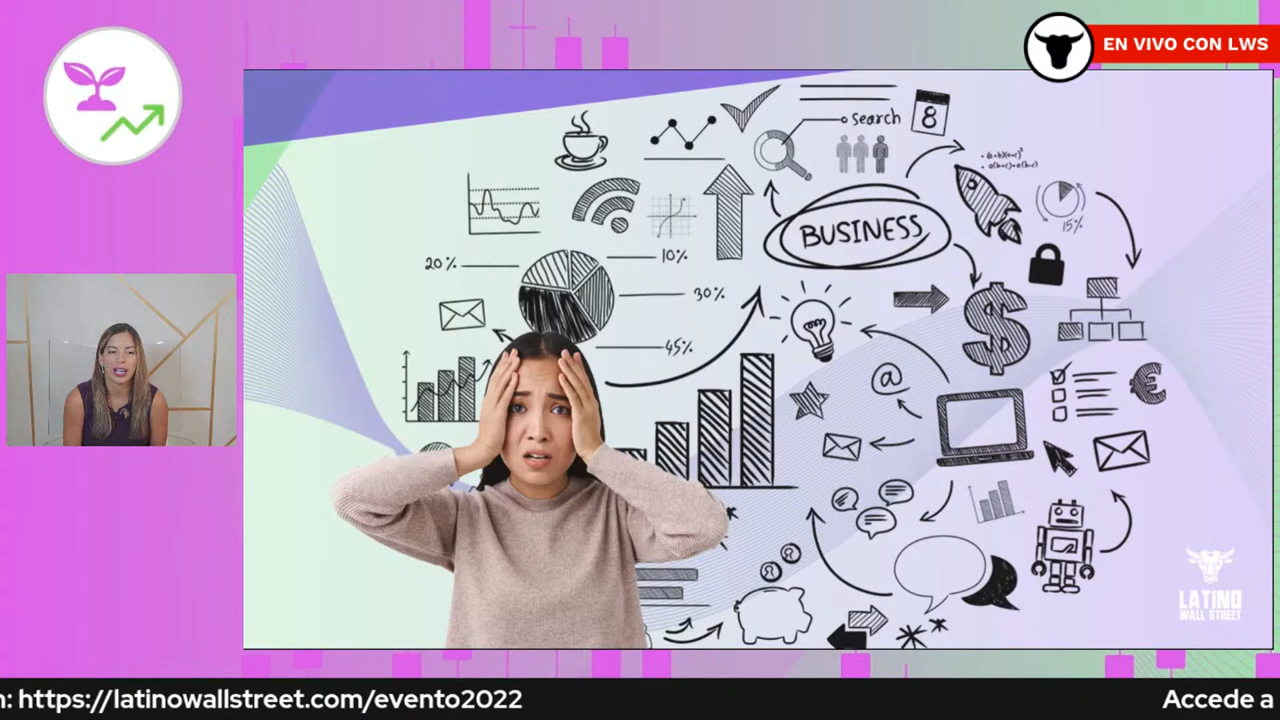 EN VIVO CON LWS
search
8
BUSINESS
15%
20%
10%
30%
45%
$
@
€
LATINO
WALL STREET
n: https://latinowallstreet.com/evento2022
Accede a